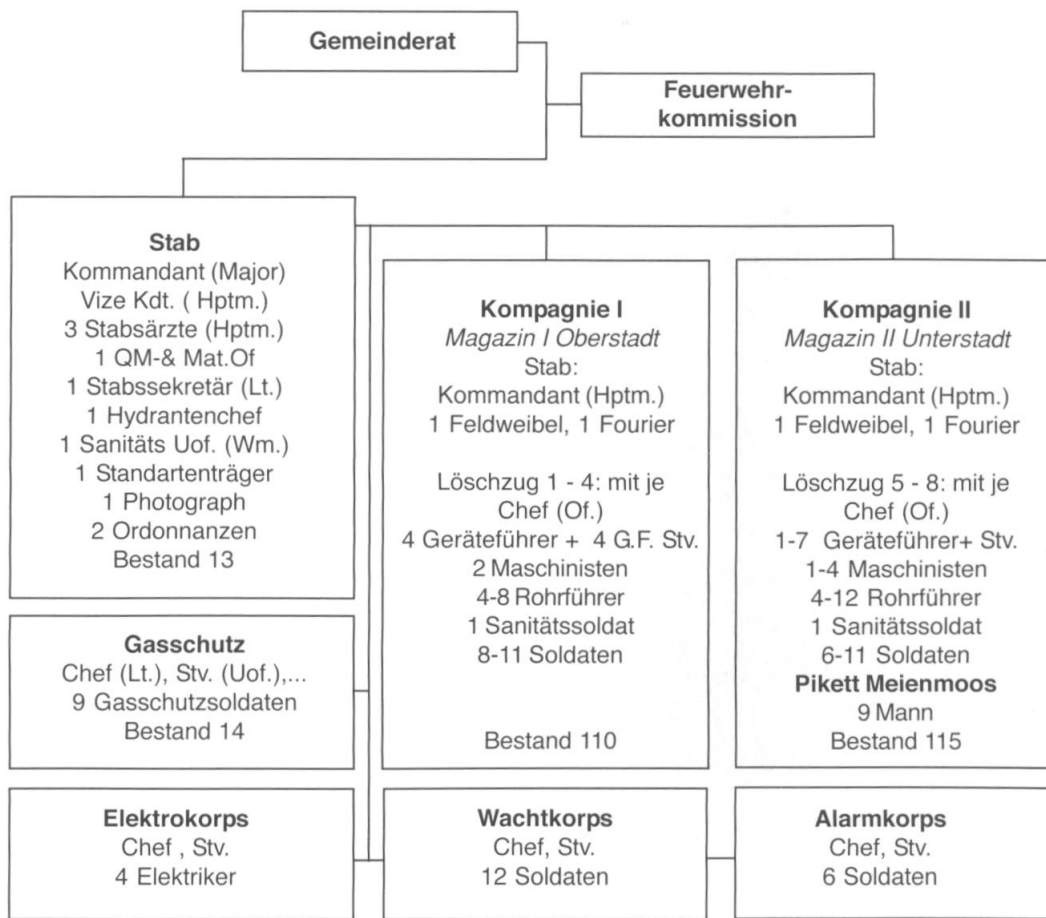 Gemeinderat
Feuerwehr-
kommission
Stab
Kommandant (Major)
Vize Kdt. ( Hptm.)
3 Stabsärzte (Hptm.)
1 QM-& Mat.Of
1 Stabssekretär (Lt.)
1 Hydrantenchef
1 Sanitäts Uof. (Wm.)
1 Standartenträger
1 Photograph
2 Ordonnanzen
Bestand 13
Kompagnie I
Magazin I Oberstadt
Stab:
Kommandant (Hptm.)
1 Feldweibel, 1 Fourier
Löschzug 1 - 4: mit je
Chef (Of.)
4 Geräteführer + 4 G.F. Stv.
2 Maschinisten
4-8 Rohrführer
1 Sanitätssoldat
8-11 Soldaten
Bestand 110
Kompagnie II
Magazin II Unterstadt
Stab:
Kommandant (Hptm.)
1 Feldweibel, 1 Fourier
Löschzug 5 - 8: mit je
Chef (Of.)
1-7 Geräteführer+ Stv.
1-4 Maschinisten
4-12 Rohrführer
1 Sanitätssoldat
6-11 Soldaten
Pikett Meienmoos
9 Mann
Bestand 115
Gasschutz
Chef (Lt.), Stv. (Uof.),...
9 Gasschutzsoldaten
Bestand 14
Elektrokorps
Chef , Stv.
4 Elektriker
Wachtkorps
Chef, Stv.
12 Soldaten
Alarmkorps
Chef, Stv.
6 Soldaten